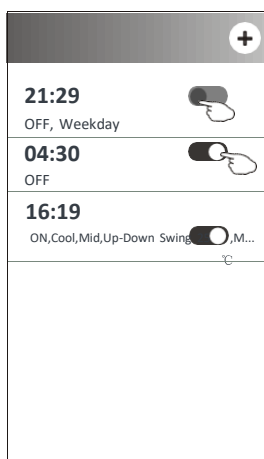 21:29
OFF, Weekday
04:30
OFF
16:19
ON,Cool,Mid,Up-Down Swing ,M...
℃